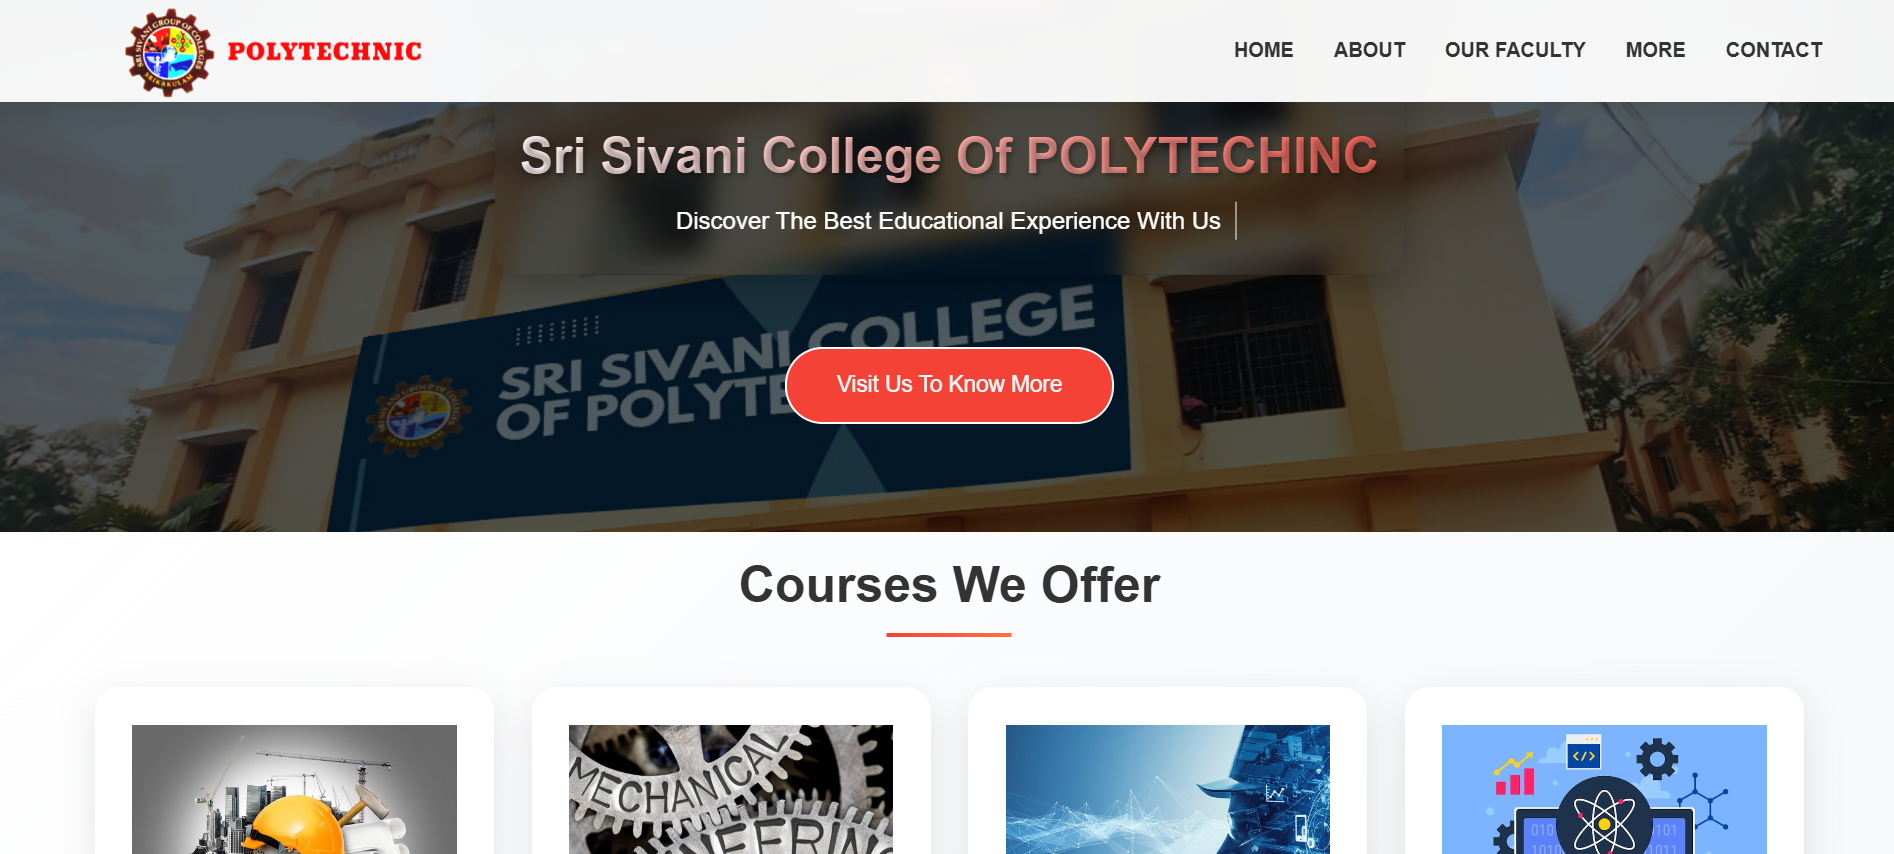 SRI SIVANI GROUP OF COLLEGES
SRIKAKULAM
POLYTECHNIC
HOME
ABOUT
OUR FACULTY
MORE
CONTACT
Sri Sivani College Of POLYTECHINC
Discover The Best Educational Experience With Us
SRI SIVANI COLLEGE
OF POLYTE
SRIKAKULAM
Visit Us To Know More
Courses We Offer
MECHANICAL
NEERING